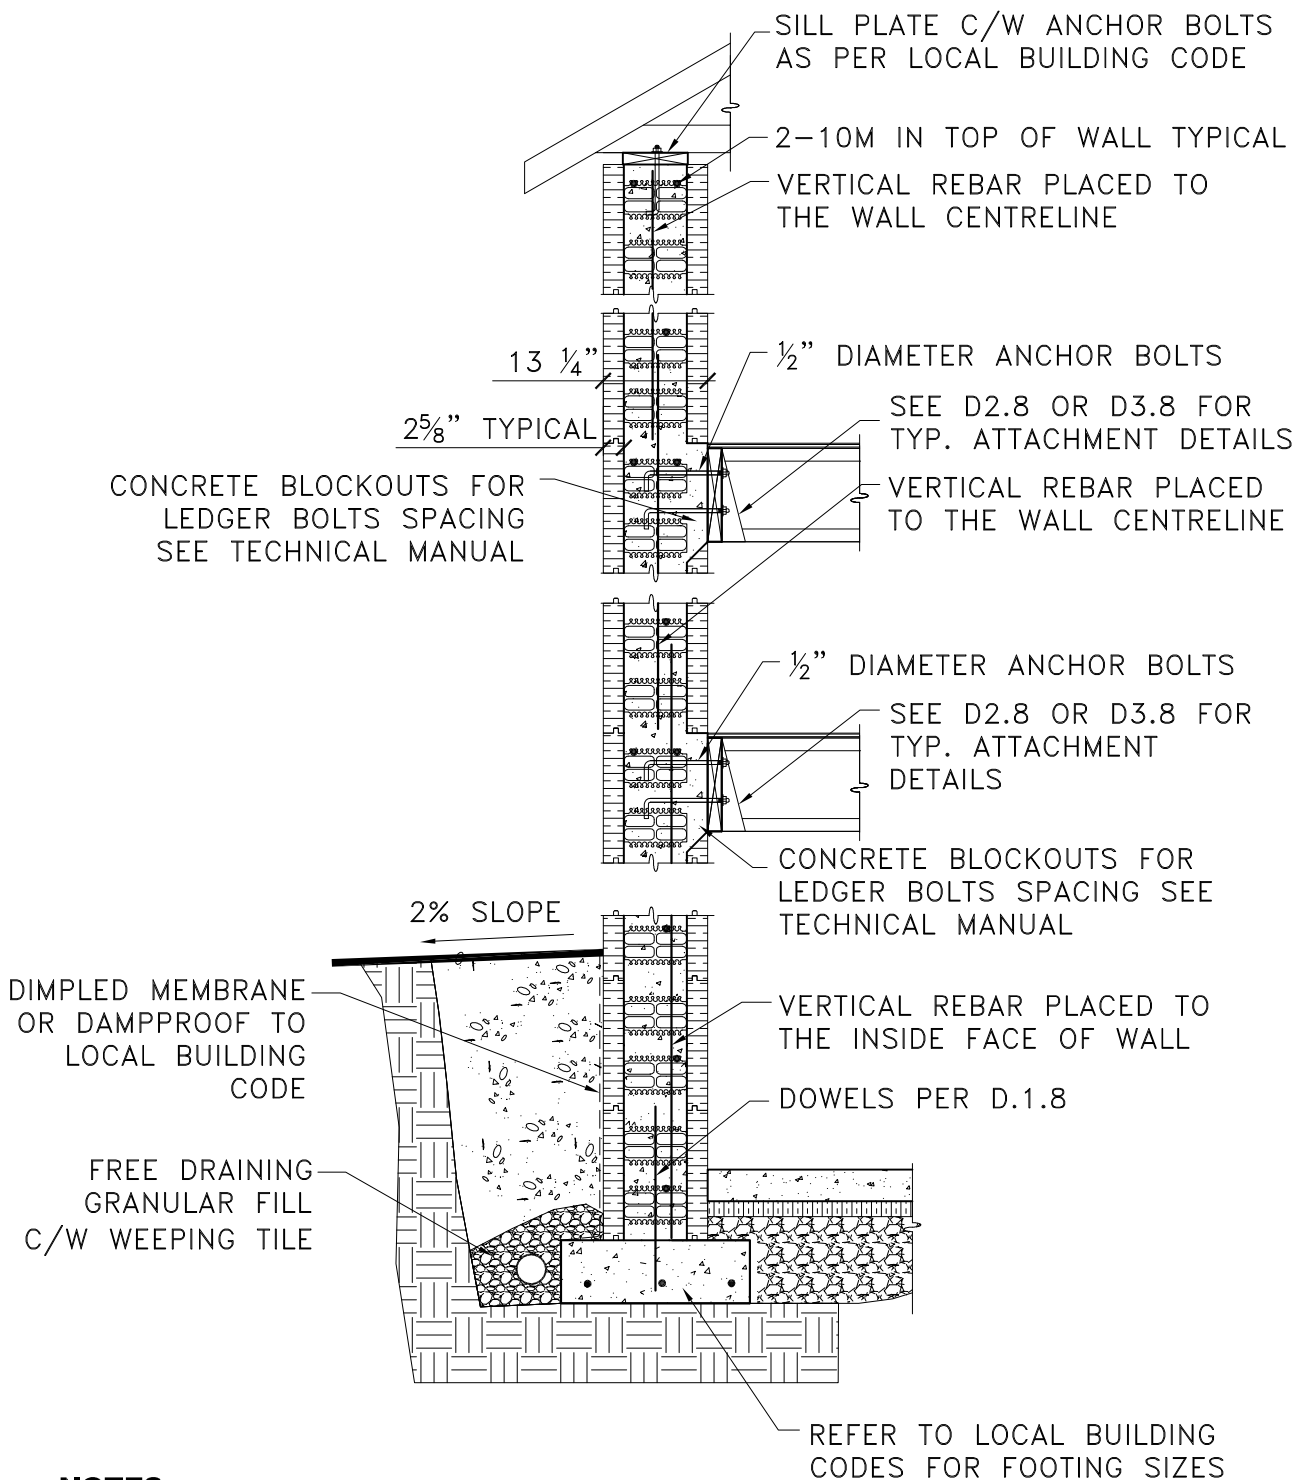 SILL PLATE C/W ANCHOR BOLTS
AS PER LOCAL BUILDING CODE
2-10M IN TOP OF WALL TYPICAL
VERTICAL REBAR PLACED TO
THE WALL CENTRELINE
13 1/4"
1/2" DIAMETER ANCHOR BOLTS
SEE D2.8 OR D3.8 FOR
TYP. ATTACHMENT DETAILS
2 5/8" TYPICAL
CONCRETE BLOCKOUTS FOR
LEDGER BOLTS SPACING
SEE TECHNICAL MANUAL
VERTICAL REBAR PLACED
TO THE WALL CENTRELINE
1/2" DIAMETER ANCHOR BOLTS
SEE D2.8 OR D3.8 FOR
TYP. ATTACHMENT
DETAILS
CONCRETE BLOCKOUTS FOR
LEDGER BOLTS SPACING SEE
TECHNICAL MANUAL
2% SLOPE
DIMPLED MEMBRANE
OR DAMPPROOF TO
LOCAL BUILDING
CODE
VERTICAL REBAR PLACED TO
THE INSIDE FACE OF WALL
DOWELS PER D.1.8
FREE DRAINING
GRANULAR FILL
C/W WEEPING TILE
REFER TO LOCAL BUILDING
CODES FOR FOOTING SIZES